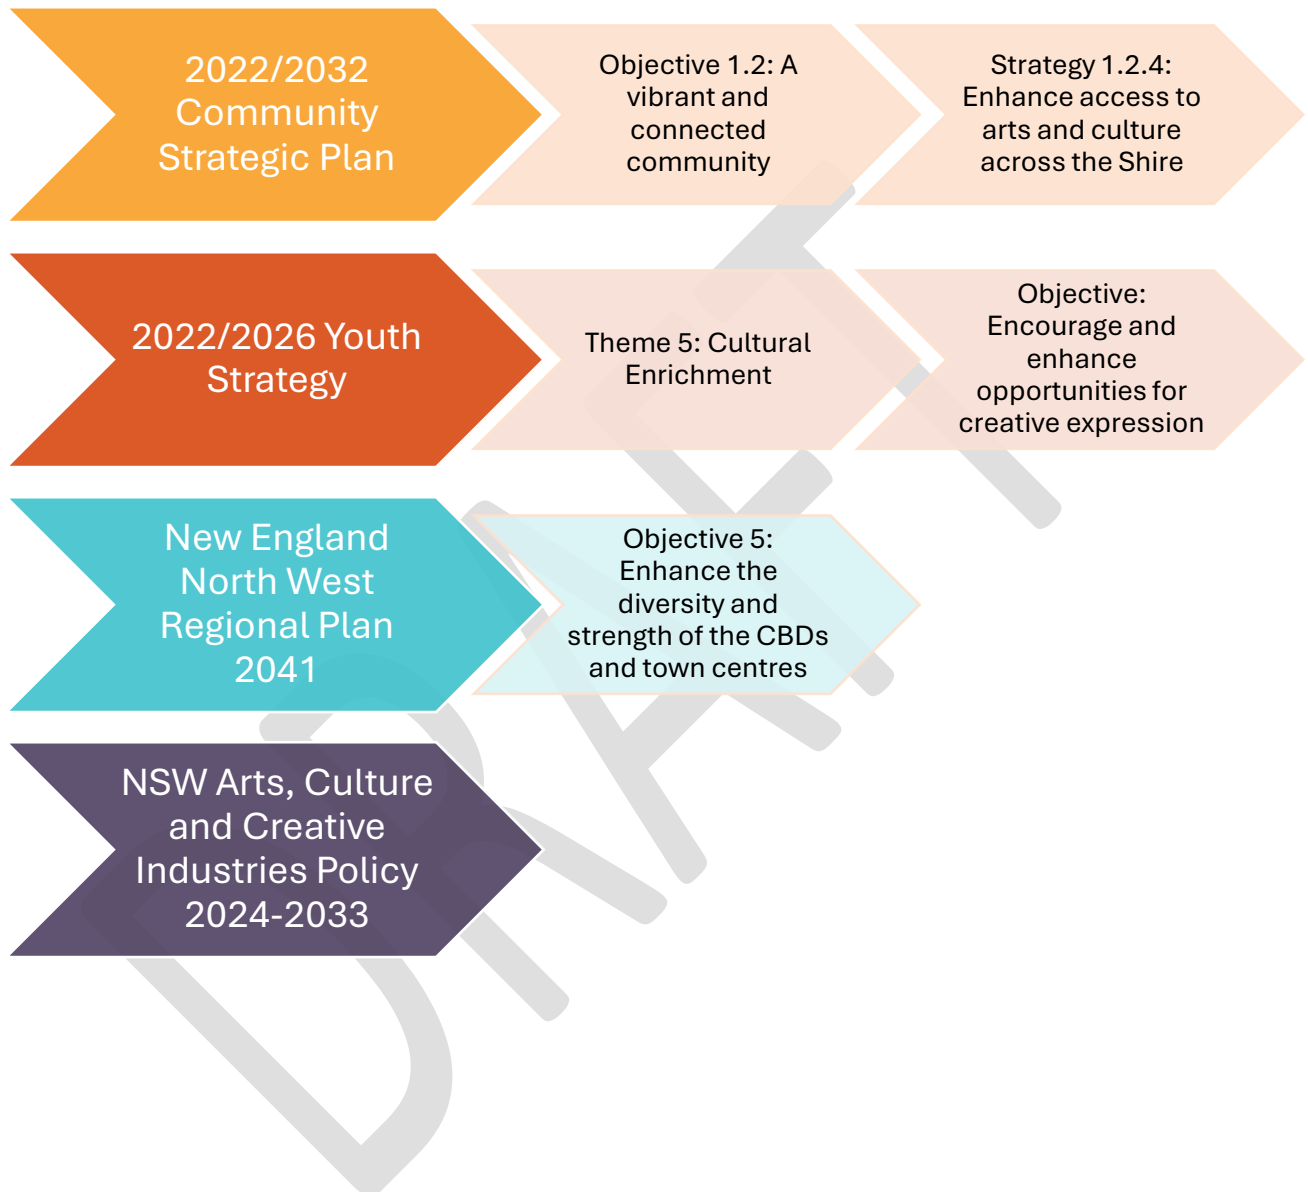 2022/2032
Community
Strategic Plan
Objective 1.2: A
vibrant and
connected
community
Strategy 1.2.4:
Enhance access to
arts and culture
across the Shire
2022/2026 Youth
Strategy
Theme 5: Cultural
Enrichment
Objective:
Encourage and
enhance
opportunities for
creative expression
New England
North West
Regional Plan
2041
Objective 5:
Enhance the
diversity and
strength of the CBDs
and town centres
NSW Arts, Culture
and Creative
Industries Policy
2024-2033
DRAFT